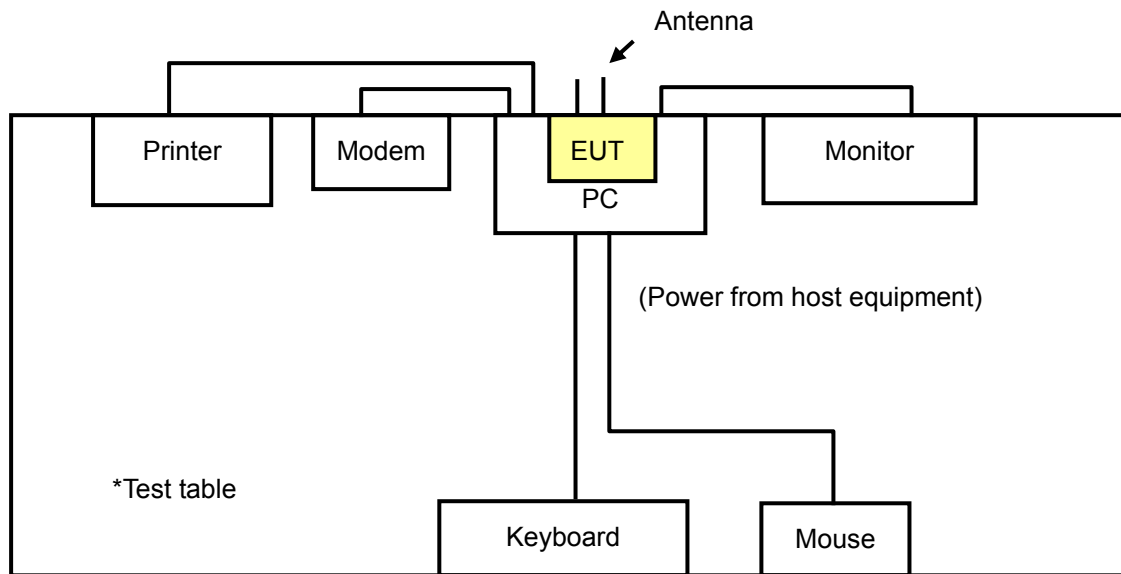 Antenna
Printer
Modem
EUT
Monitor
PC
(Power from host equipment)
*Test table
Keyboard
Mouse